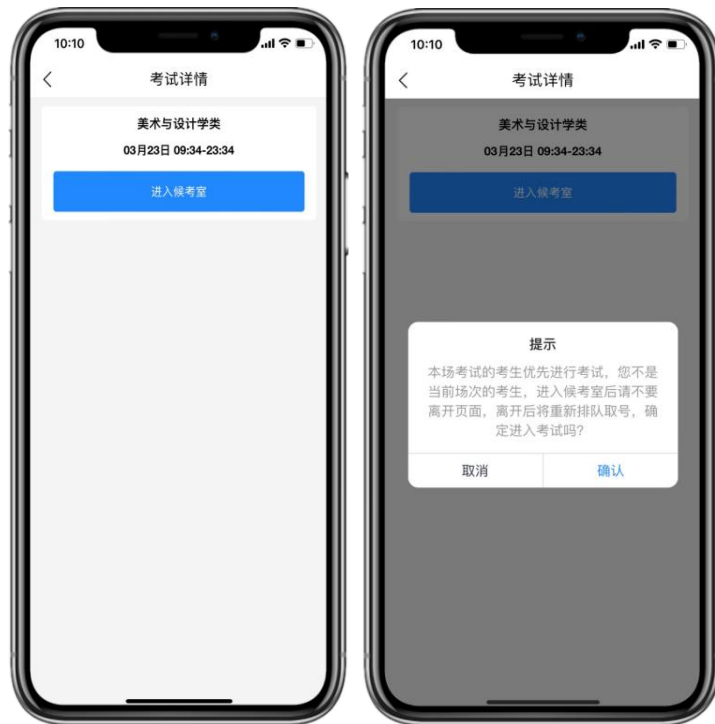 10:10
考试详情
美术与设计学类
03月23日 09:34-23:34
进入候考室
10:10
考试详情
美术与设计学类
03月23日 09:34-23:34
进入候考室
提示
本场考试的考生优先进行考试，您不是
当前场次的考生，进入候考室后请不要
离开页面，离开后将重新排队取号，确
定进入考试吗？
取消
确认